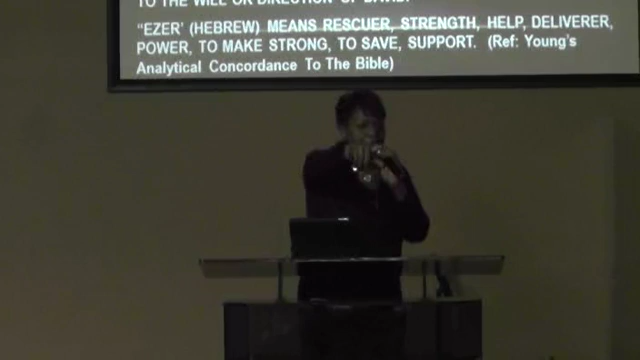 TO THE WILL OR DIRECTION OF
"EZER' (HEBREW) MEANS RESCUER, STRENGTH, HELP, DELIVERER,
POWER, TO MAKE STRONG, TO SAVE, SUPPORT. (Ref: Young's
Analytical Concordance To The Bible)